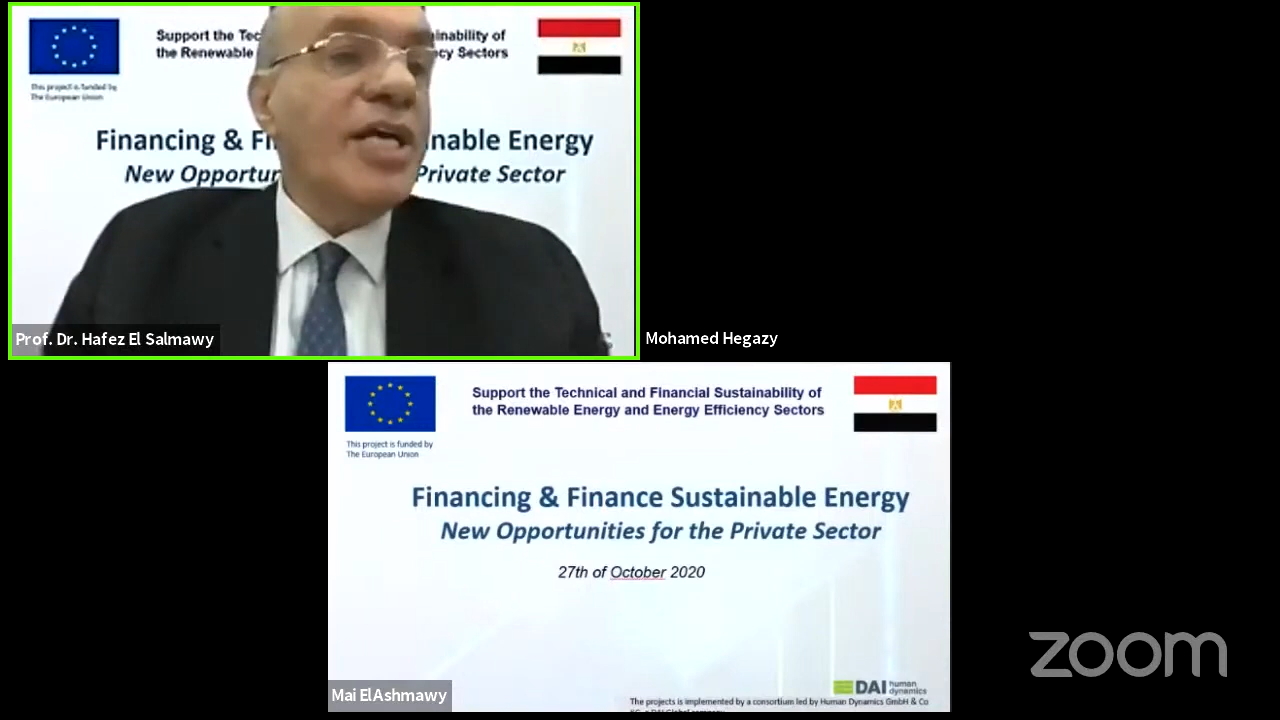 Support the Tec inability of
the Renewable cy Sectors
This project is funded by
The European Union
Financing & Fi nable Energy
New Opportun Private Sector
Prof. Dr. Hafez El Salmawy
Mohamed Hegazy
Support the Technical and Financial Sustainability of
the Renewable Energy and Energy Efficiency Sectors
This project is funded by
The European Union
Financing & Finance Sustainable Energy
New Opportunities for the Private Sector
27th of October 2020
DAI human
dynamics
Mai ElAshmawy
The projects is implemented by a consortium led by Human Dynamics GmbH & Co
zoom